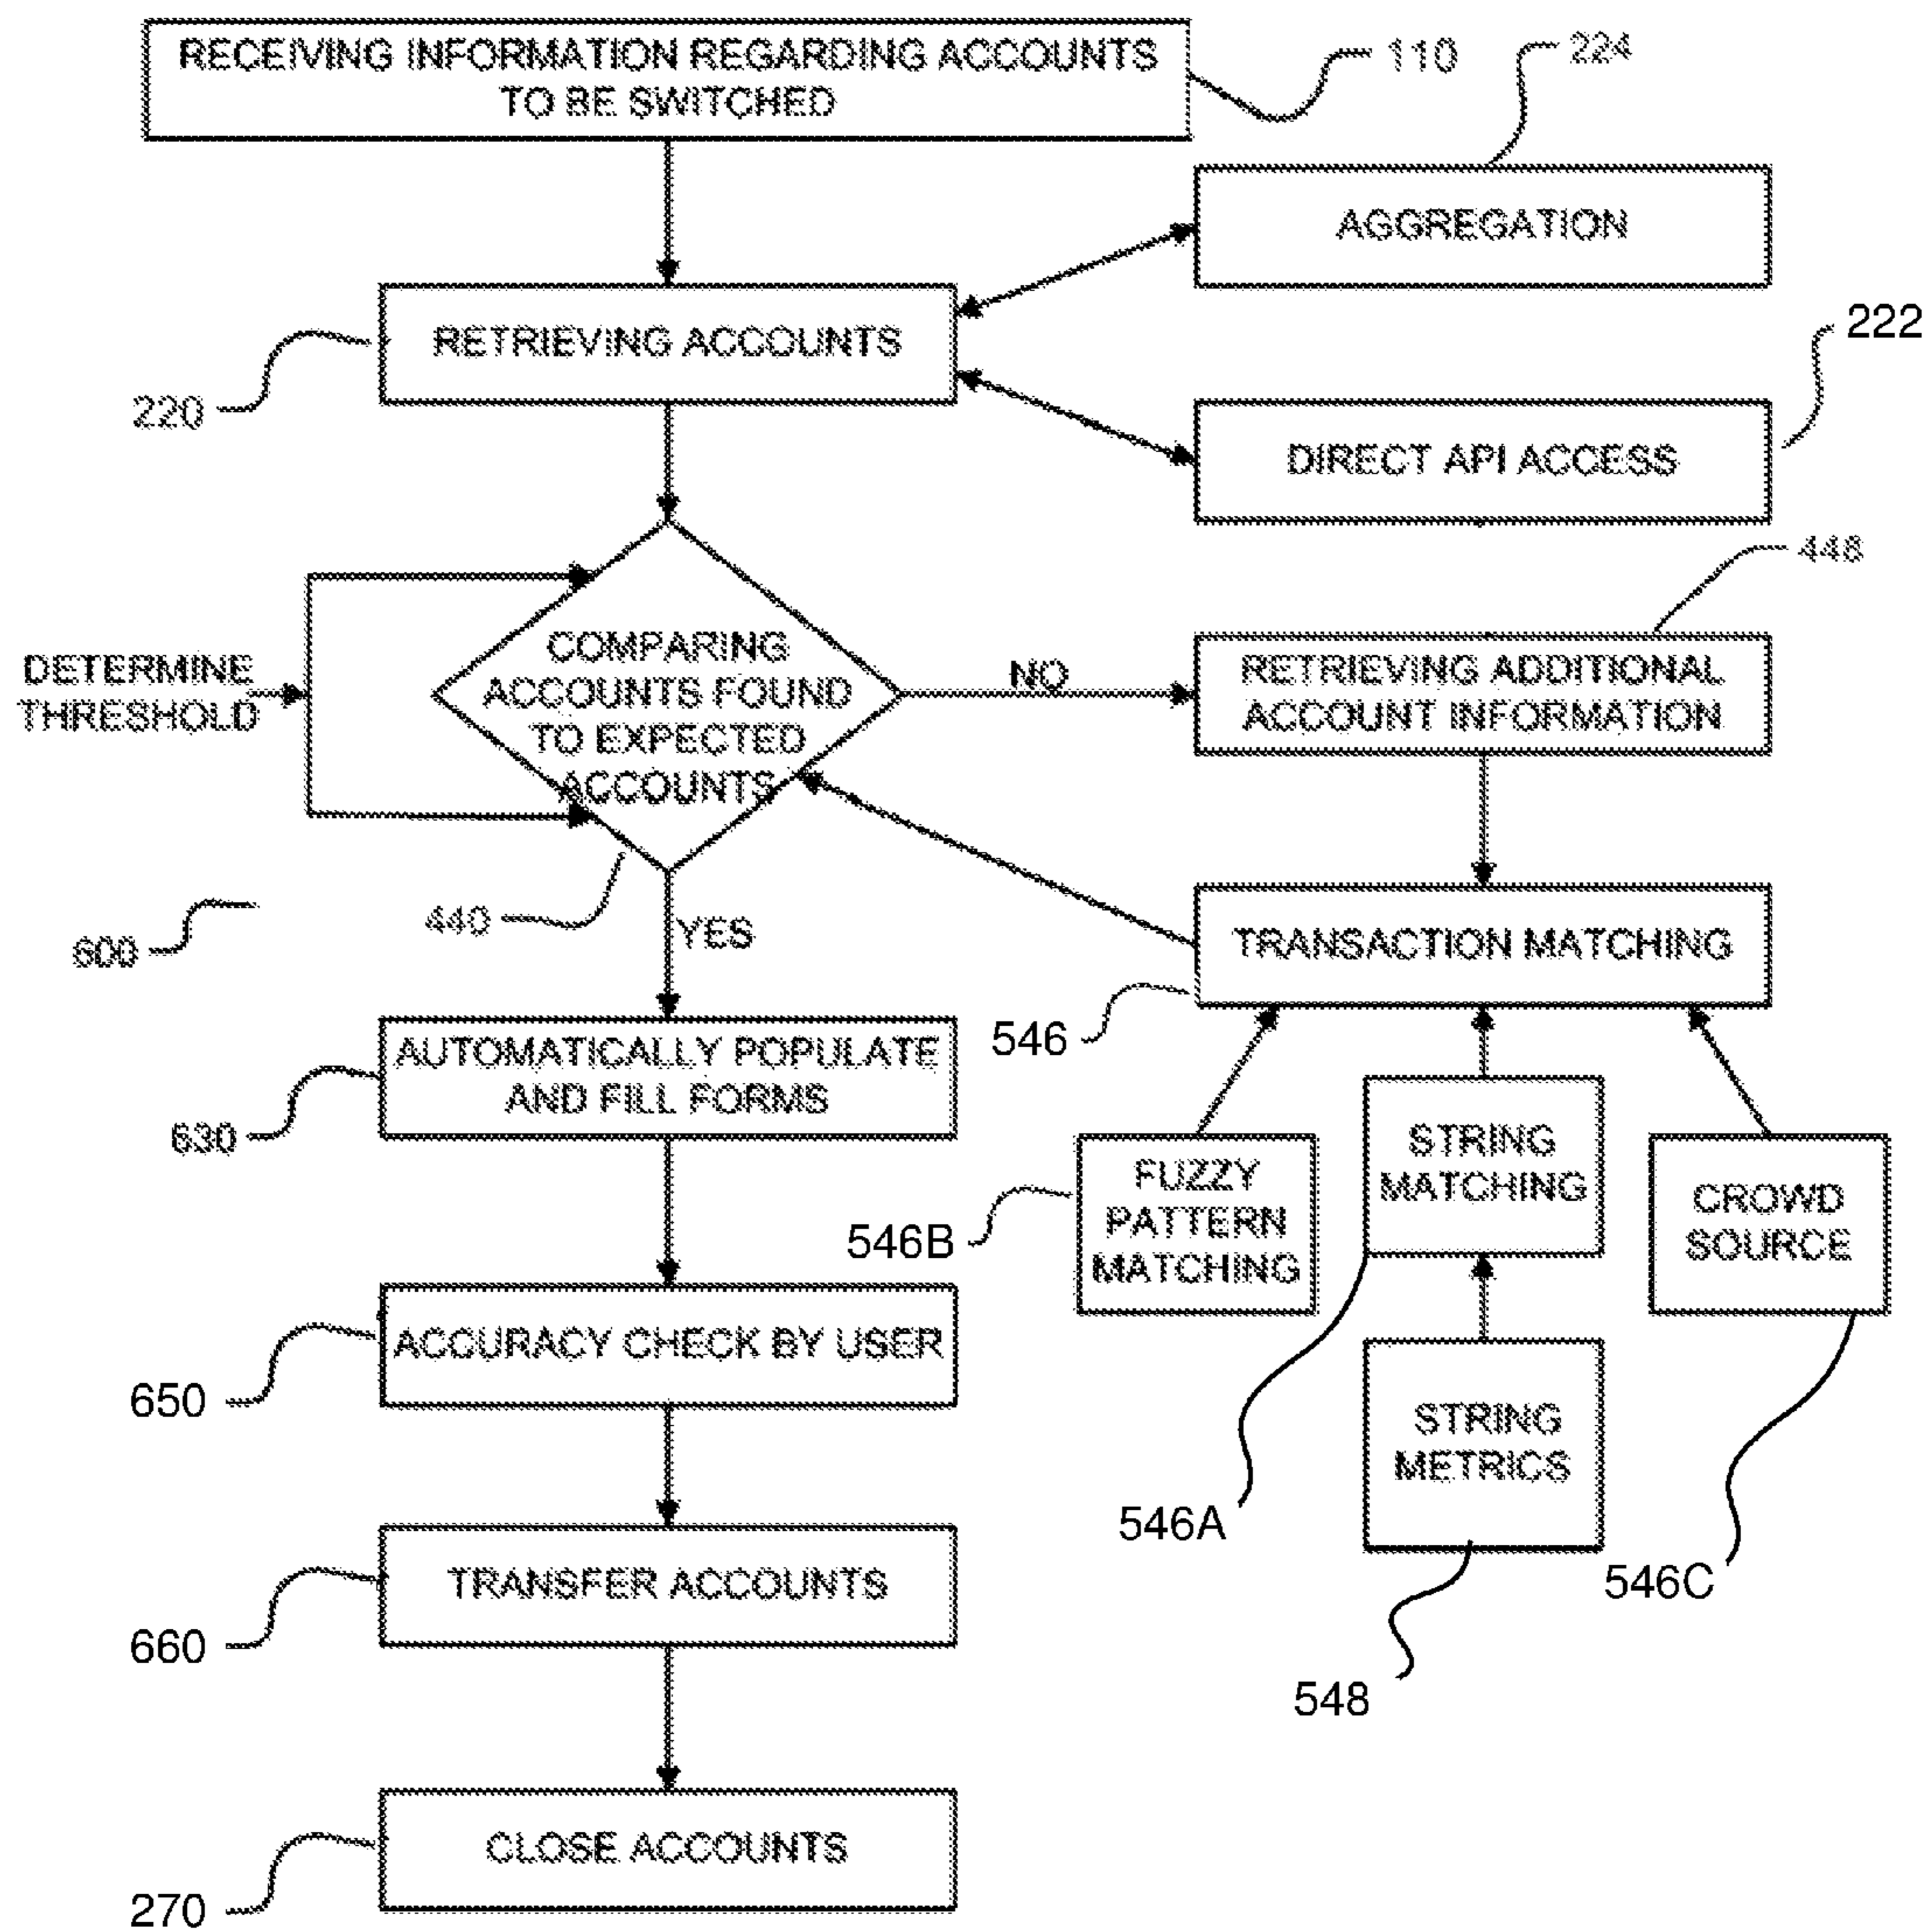 RECEIVING INFORMATION REGARDING ACCOUNTS
TO BE SWITCHED
110
224
AGGREGATION
RETRIEVING ACCOUNTS
220
222
DIRECT API ACCESS
448
DETERMINE
THRESHOLD
COMPARING
ACCOUNTS FOUND
TO EXPECTED
ACCOUNTS
NO
RETRIEVING ADDITIONAL
ACCOUNT INFORMATION
440
YES
600
TRANSACTION MATCHING
546
AUTOMATICALLY POPULATE
AND FILL FORMS
630
FUZZY
PATTERN
MATCHING
546B
STRING
MATCHING
CROWD
SOURCE
ACCURACY CHECK BY USER
650
STRING
METRICS
546A
546C
548
TRANSFER ACCOUNTS
660
CLOSE ACCOUNTS
270